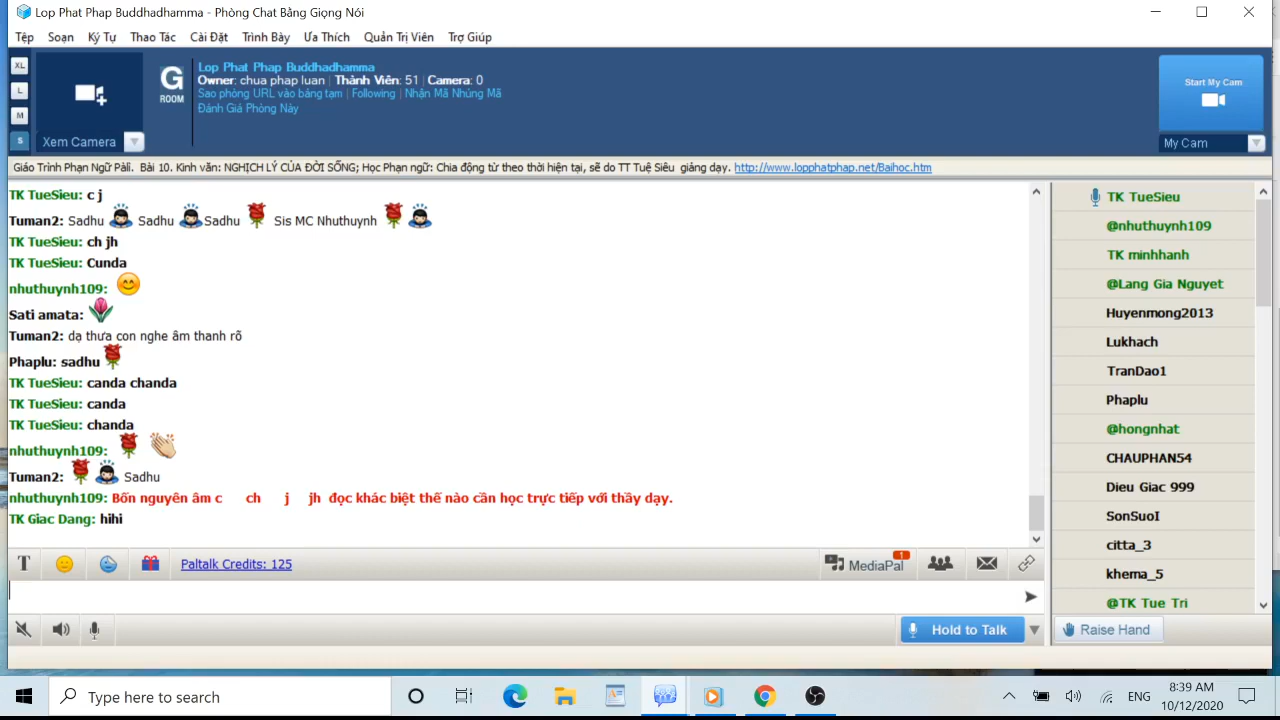 Lop Phat Phap Buddhadhamma - Phòng Chat Bằng Giọng Nói
Tệp Soạn Ký Tự Thao Tác Cài Đặt Trình Bày Ưa Thích Quản Trị Viên Trợ Giúp
XL
L
M
S
Xem Camera
G
ROOM
Lop Phat Phap Buddhadhamma
Owner: chua phap luan | Thành Viên: 51 | Camera: 0
Sao phòng URL vào bảng tạm | Following | Nhận Mã Nhúng Mã
Đánh Giá Phòng Này
Start My Cam
My Cam
Giáo Trình Phạn Ngữ Pàli. Bài 10. Kinh văn: NGHỊCH LÝ CỦA ĐỜI SỐNG; Học Phạn ngữ: Chia động từ theo thời hiện tại, sẽ do TT Tuệ Siêu giảng dạy. http://www.lopphatphap.net/Baihoc.htm
TK TueSieu: c j
Tuman2: Sadhu Sadhu Sadhu Sis MC Nhuthuynh
TK TueSieu: ch jh
TK TueSieu: Cunda
nhuthuynh109:
Sati amata:
Tuman2: dạ thưa con nghe âm thanh rõ
Phaplu: sadhu
TK TueSieu: canda chanda
TK TueSieu: canda
TK TueSieu: chanda
nhuthuynh109:
Tuman2: Sadhu
nhuthuynh109: Bốn nguyên âm c ch j jh đọc khác biệt thế nào cần học trực tiếp với thầy dạy.
TK Giac Dang: hihì
TK TueSieu
@nhuthuynh109
TK minhhanh
@Lang Gia Nguyet
Huyenmong2013
Lukhach
TranDao1
Phaplu
@hongnhat
CHAUPHAN54
Dieu Giac 999
SonSuoI
citta_3
khema_5
@TK Tue Tri
T Paltalk Credits: 125 MediaPal 1
Hold to Talk
Raise Hand
Type here to search
ENG
8:39 AM
10/12/2020